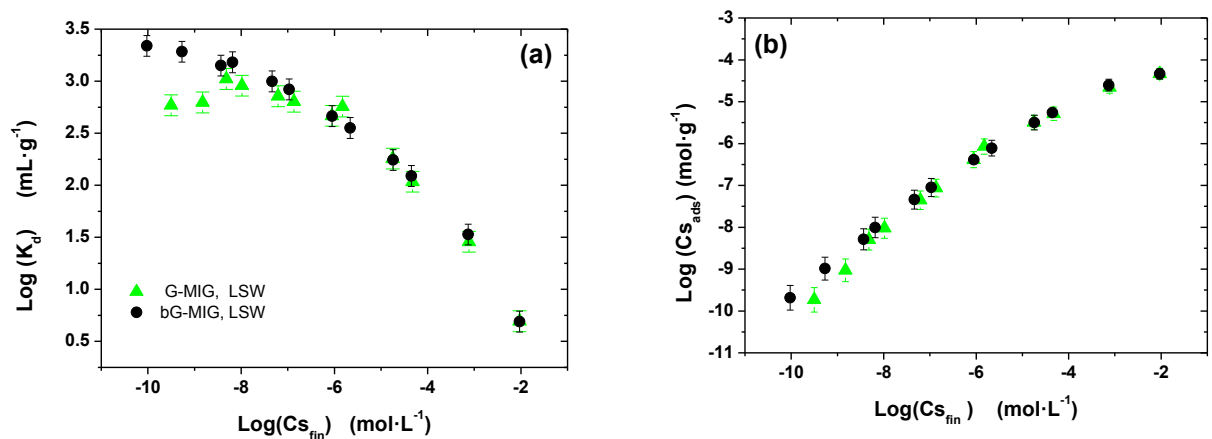 (a)
Log (K_d) (mL·g⁻¹)
3.5
3.0
2.5
2.0
1.5
1.0
0.5
G-MIG, LSW
bG-MIG, LSW
-10 -8 -6 -4 -2
Log(Cs_fin) (mol·L⁻¹)
(b)
Log (Cs_ads) (mol·g⁻¹)
-3
-4
-5
-6
-7
-8
-9
-10
-11
-10 -8 -6 -4 -2
Log(Cs_fin ) (mol·L⁻¹)